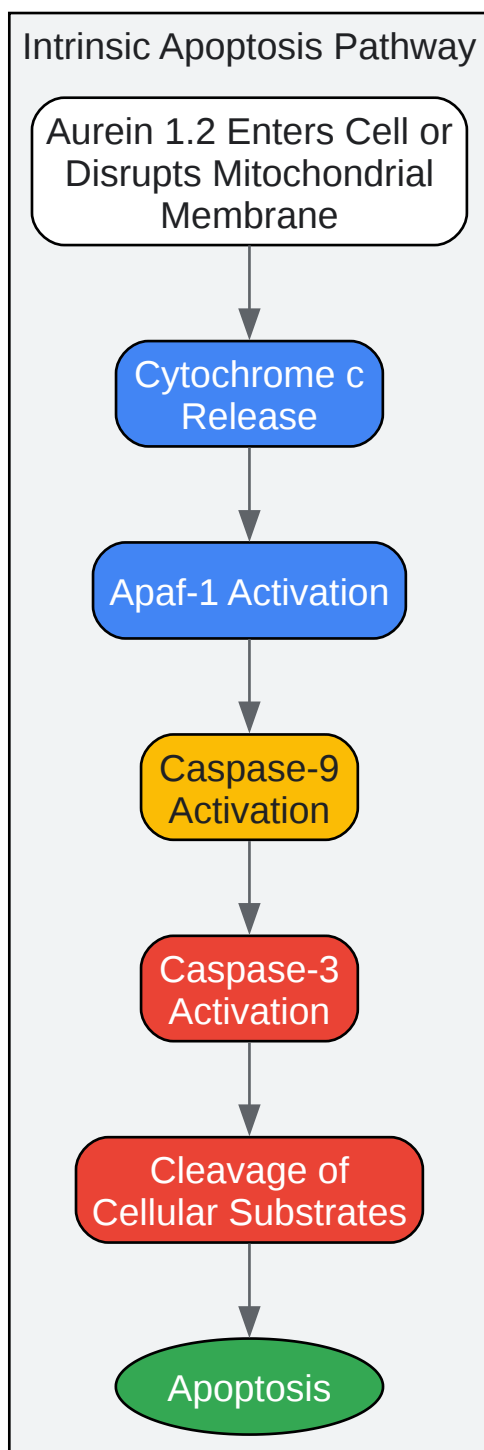 Intrinsic Apoptosis Pathway
Aurein 1.2 Enters Cell or
Disrupts Mitochondrial
Membrane
Cytochrome c
Release
Apaf-1 Activation
Caspase-9
Activation
Caspase-3
Activation
Cleavage of
Cellular Substrates
Apoptosis